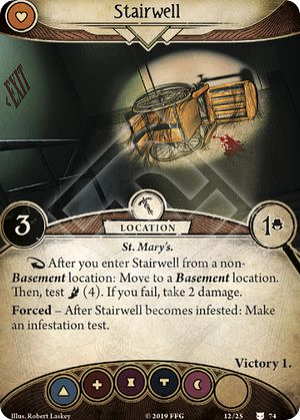 Stairwell
EXIT
3
LOCATION
1
St. Mary's.
After you enter Stairwell from a non-
Basement location: Move to a Basement location.
Then, test (4). If you fail, take 2 damage.
Forced – After Stairwell becomes infested: Make
an infestation test.
Victory 1.
Illus. Robert Laskey
© 2019 FFG
12/25
74